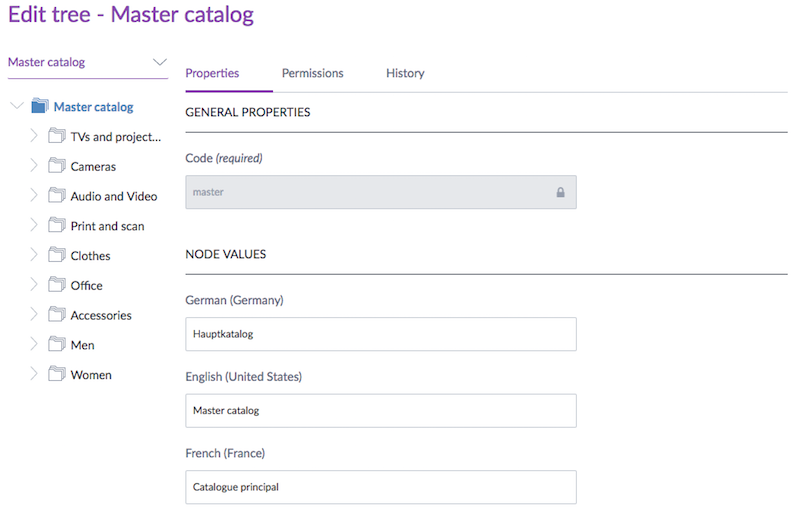 Edit tree - Master catalog
Master catalog
Master catalog
TVs and project...
Cameras
Audio and Video
Print and scan
Clothes
Office
Accessories
Men
Women
Properties Permissions History
GENERAL PROPERTIES
Code (required)
master
NODE VALUES
German (Germany)
Hauptkatalog
English (United States)
Master catalog
French (France)
Catalogue principal